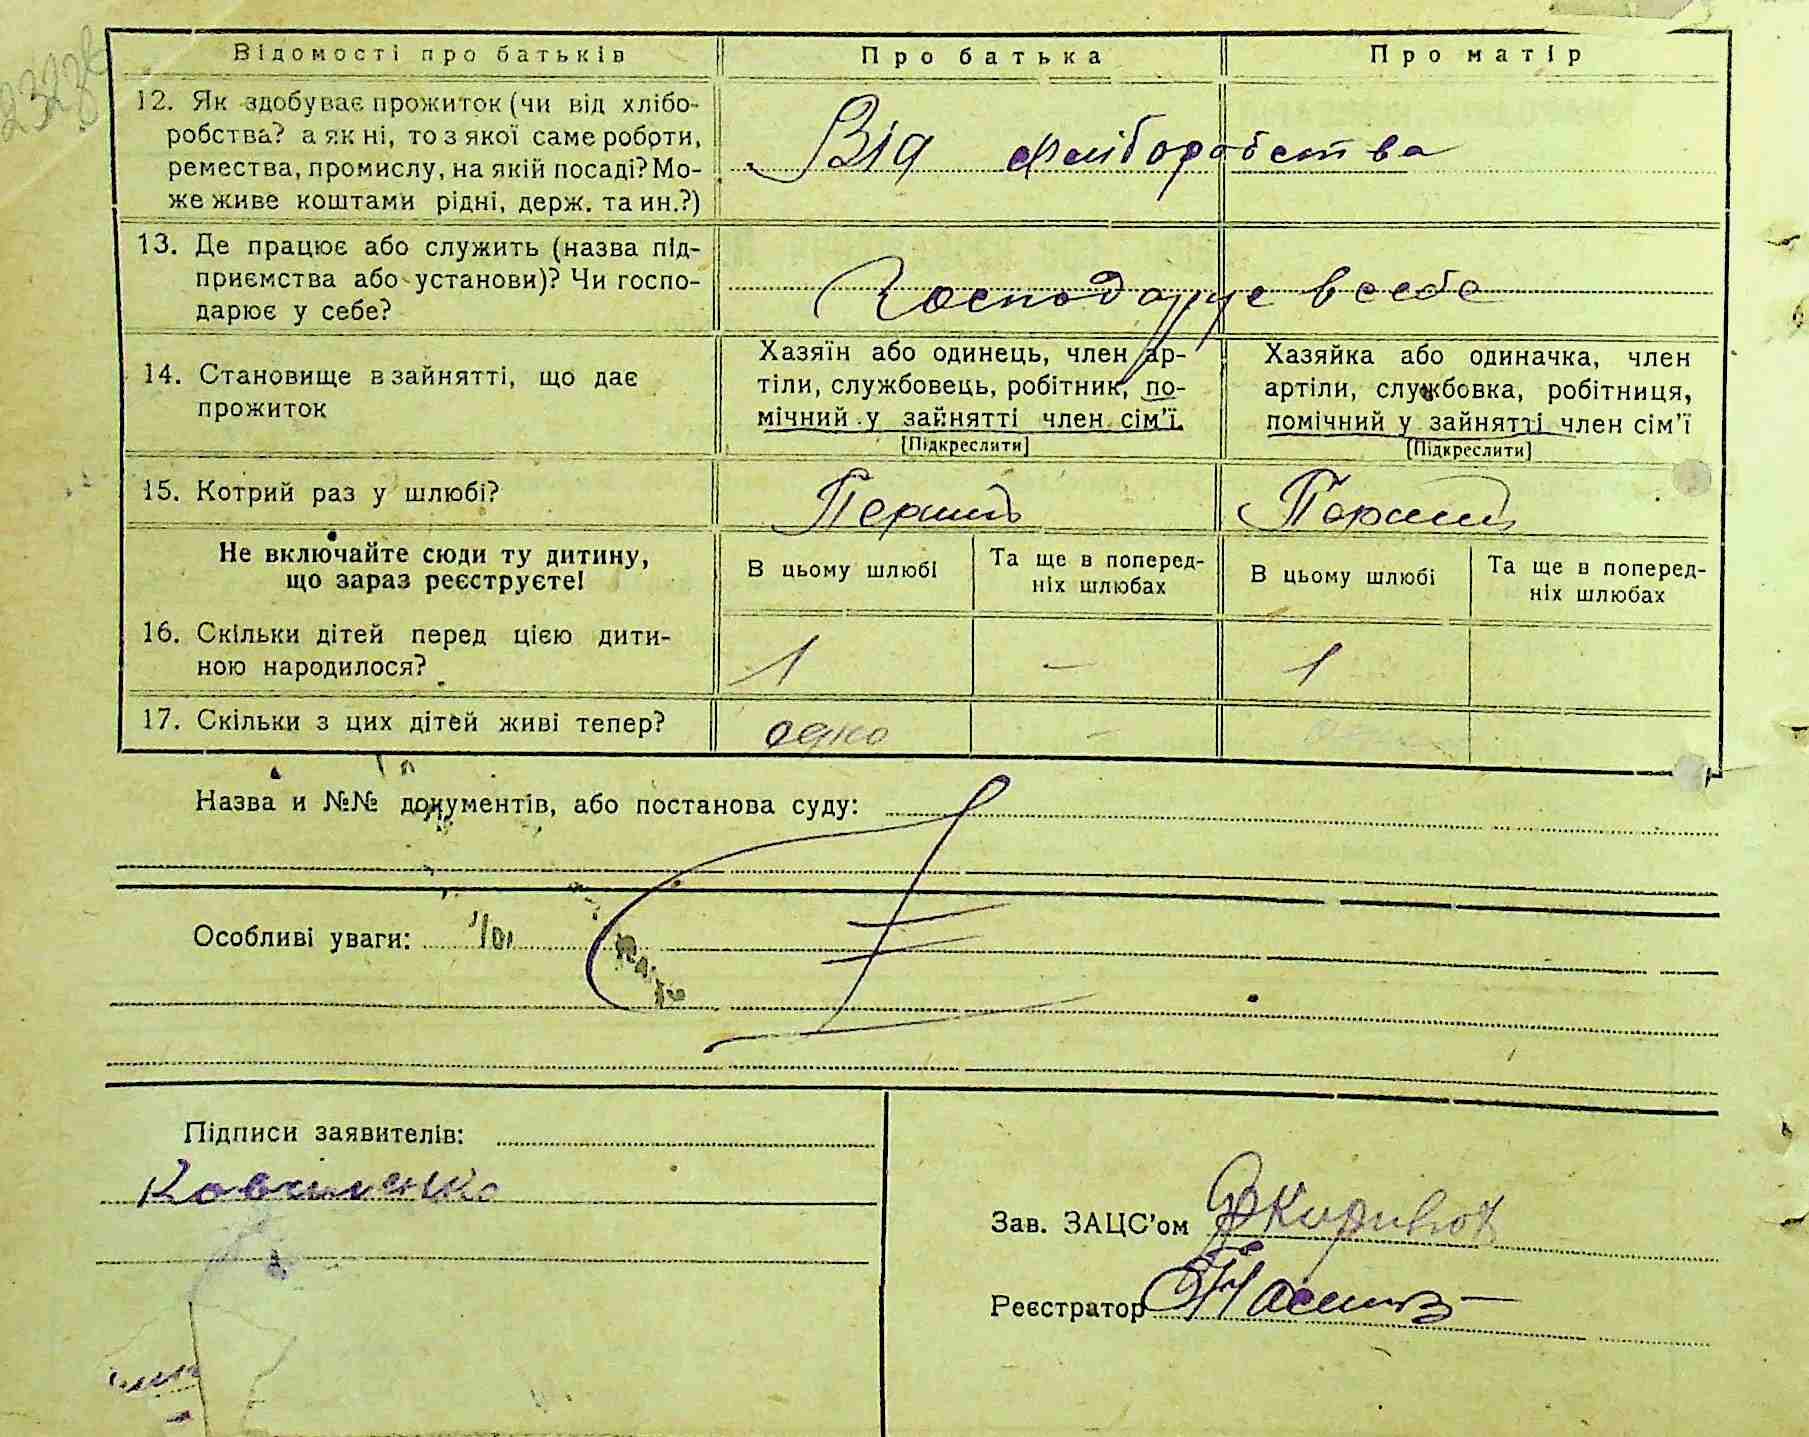 Відомості про батьків Про батька Про матір
12. Як здобуває прожиток (чи від хлібо-
робства? а як ні, то з якої саме роботи,
ремества, промислу, на якій посаді? Мо-
же живе коштами рідні, держ. та ин.?)
Від хліборобства
13. Де працює або служить (назва під-
приємства або установи)? Чи госпо-
дарює у себе?
Господарує в себе
14. Становище в зайнятті, що дає
прожиток
Хазяїн або одинець, член ар-
тіли, службовець, робітник, по-
мічний у зайнятті член сім'ї.
[Підкреслити]
Хазяйка або одиначка, член
артіли, службовка, робітниця,
помічний у зайнятті член сім'ї
[Підкреслити]
15. Котрий раз у шлюбі? Перший Перший
Не включайте сюди ту дитину,
що зараз реєструєте!
В цьому шлюбі
Та ще в поперед-
ніх шлюбах
В цьому шлюбі
Та ще в поперед-
ніх шлюбах
16. Скільки дітей перед цією дити-
ною народилося?
1 - 1
17. Скільки з цих дітей живі тепер? одно -
Назва и №№ документів, або постанова суду:
Особливі уваги:
Підписи заявителів:
Зав. ЗАЦС'ом
Реєстратор